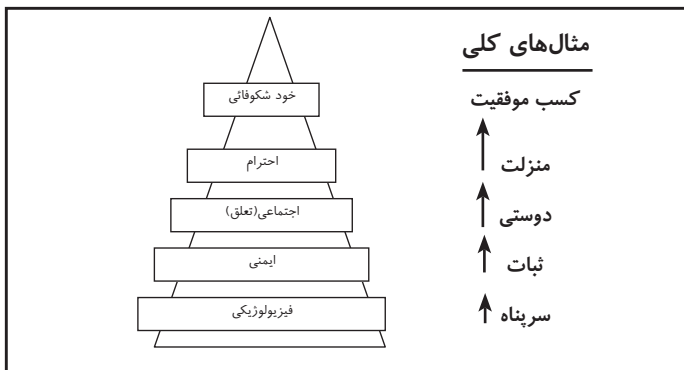 مثال‌های کلی
خود شکوفائی
کسب موفقیت
احترام
منزلت
اجتماعی(تعلق)
دوستی
ایمنی
ثبات
فیزیولوژیکی
سرپناه